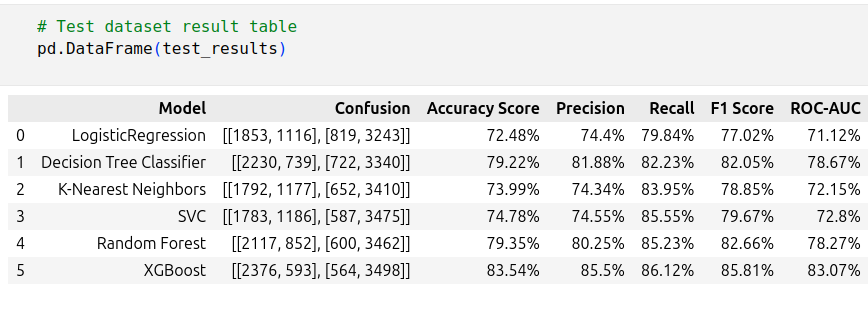 # Test dataset result table
pd.DataFrame(test_results)
Model Confusion Accuracy Score Precision Recall F1 Score ROC-AUC
0 LogisticRegression [[1853, 1116], [819, 3243]] 72.48% 74.4% 79.84% 77.02% 71.12%
1 Decision Tree Classifier [[2230, 739], [722, 3340]] 79.22% 81.88% 82.23% 82.05% 78.67%
2 K-Nearest Neighbors [[1792, 1177], [652, 3410]] 73.99% 74.34% 83.95% 78.85% 72.15%
3 SVC [[1783, 1186], [587, 3475]] 74.78% 74.55% 85.55% 79.67% 72.8%
4 Random Forest [[2117, 852], [600, 3462]] 79.35% 80.25% 85.23% 82.66% 78.27%
5 XGBoost [[2376, 593], [564, 3498]] 83.54% 85.5% 86.12% 85.81% 83.07%